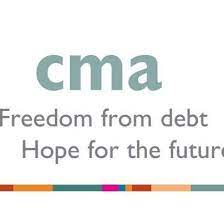 cma
Freedom from debt
Hope for the future